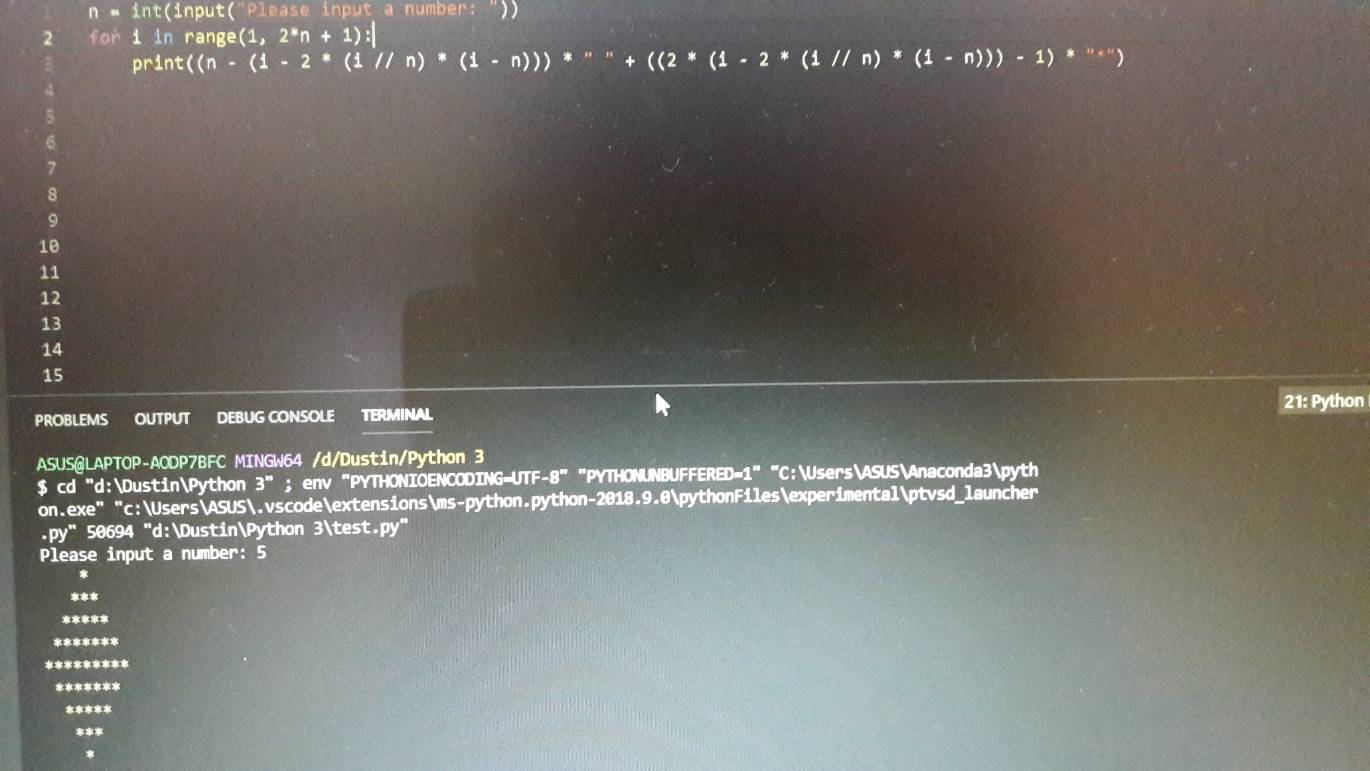 n = int(input("Please input a number: "))
2 for i in range(1, 2*n + 1):
3 print((n - (i - 2 * (i // n) * (i - n))) * " " + ((2 * (i - 2 * (i // n) * (i - n))) - 1) * "*")
4
5
6
7
8
9
10
11
12
13
14
15
PROBLEMS OUTPUT DEBUG CONSOLE TERMINAL 21: Python
ASUS@LAPTOP-AODP7BFC MINGW64 /d/Dustin/Python 3
$ cd "d:\Dustin\Python 3" ; env "PYTHONIOENCODING=UTF-8" "PYTHONUNBUFFERED=1" "C:\Users\ASUS\Anaconda3\pyth
on.exe" "c:\Users\ASUS\.vscode\extensions\ms-python.python-2018.9.0\pythonFiles\experimental\ptvsd_launcher
.py" 50694 "d:\Dustin\Python 3\test.py"
Please input a number: 5
*
***
*****
*******
*********
*******
*****
***
*